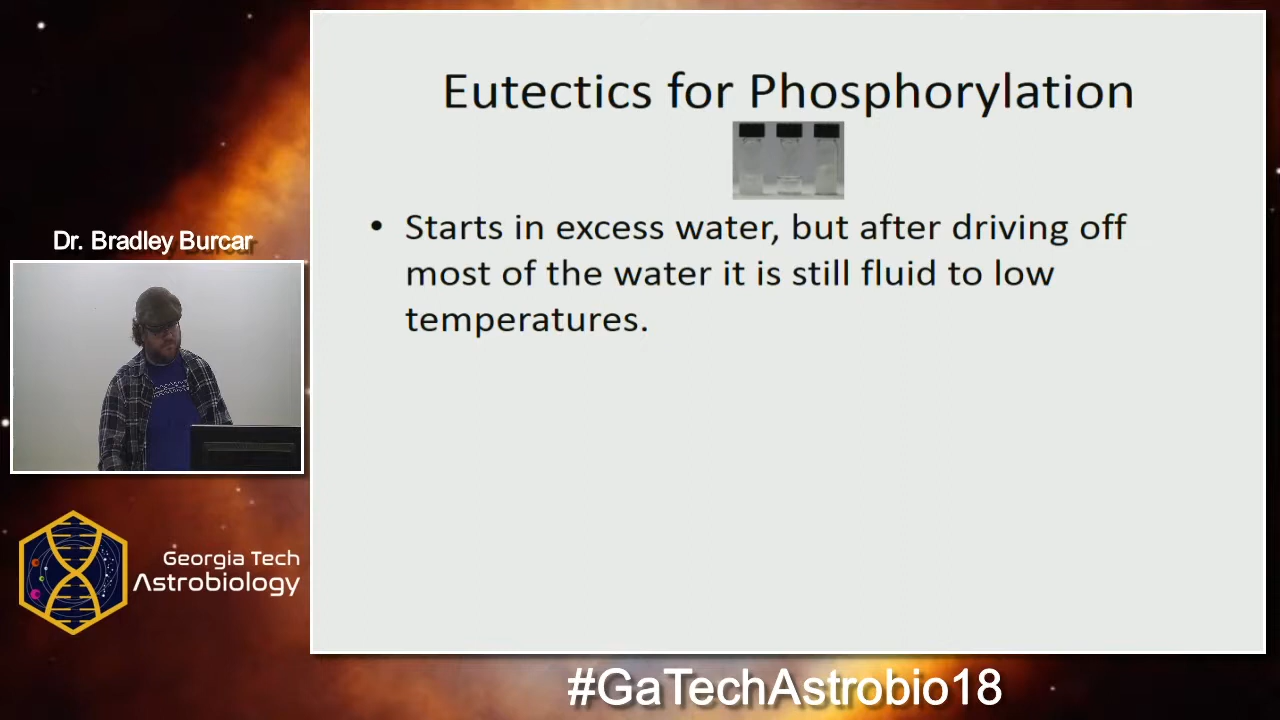 Eutectics for Phosphorylation
• Starts in excess water, but after driving off
most of the water it is still fluid to low
temperatures.
Dr. Bradley Burcar
Georgia Tech
Astrobiology
#GaTechAstrobio18